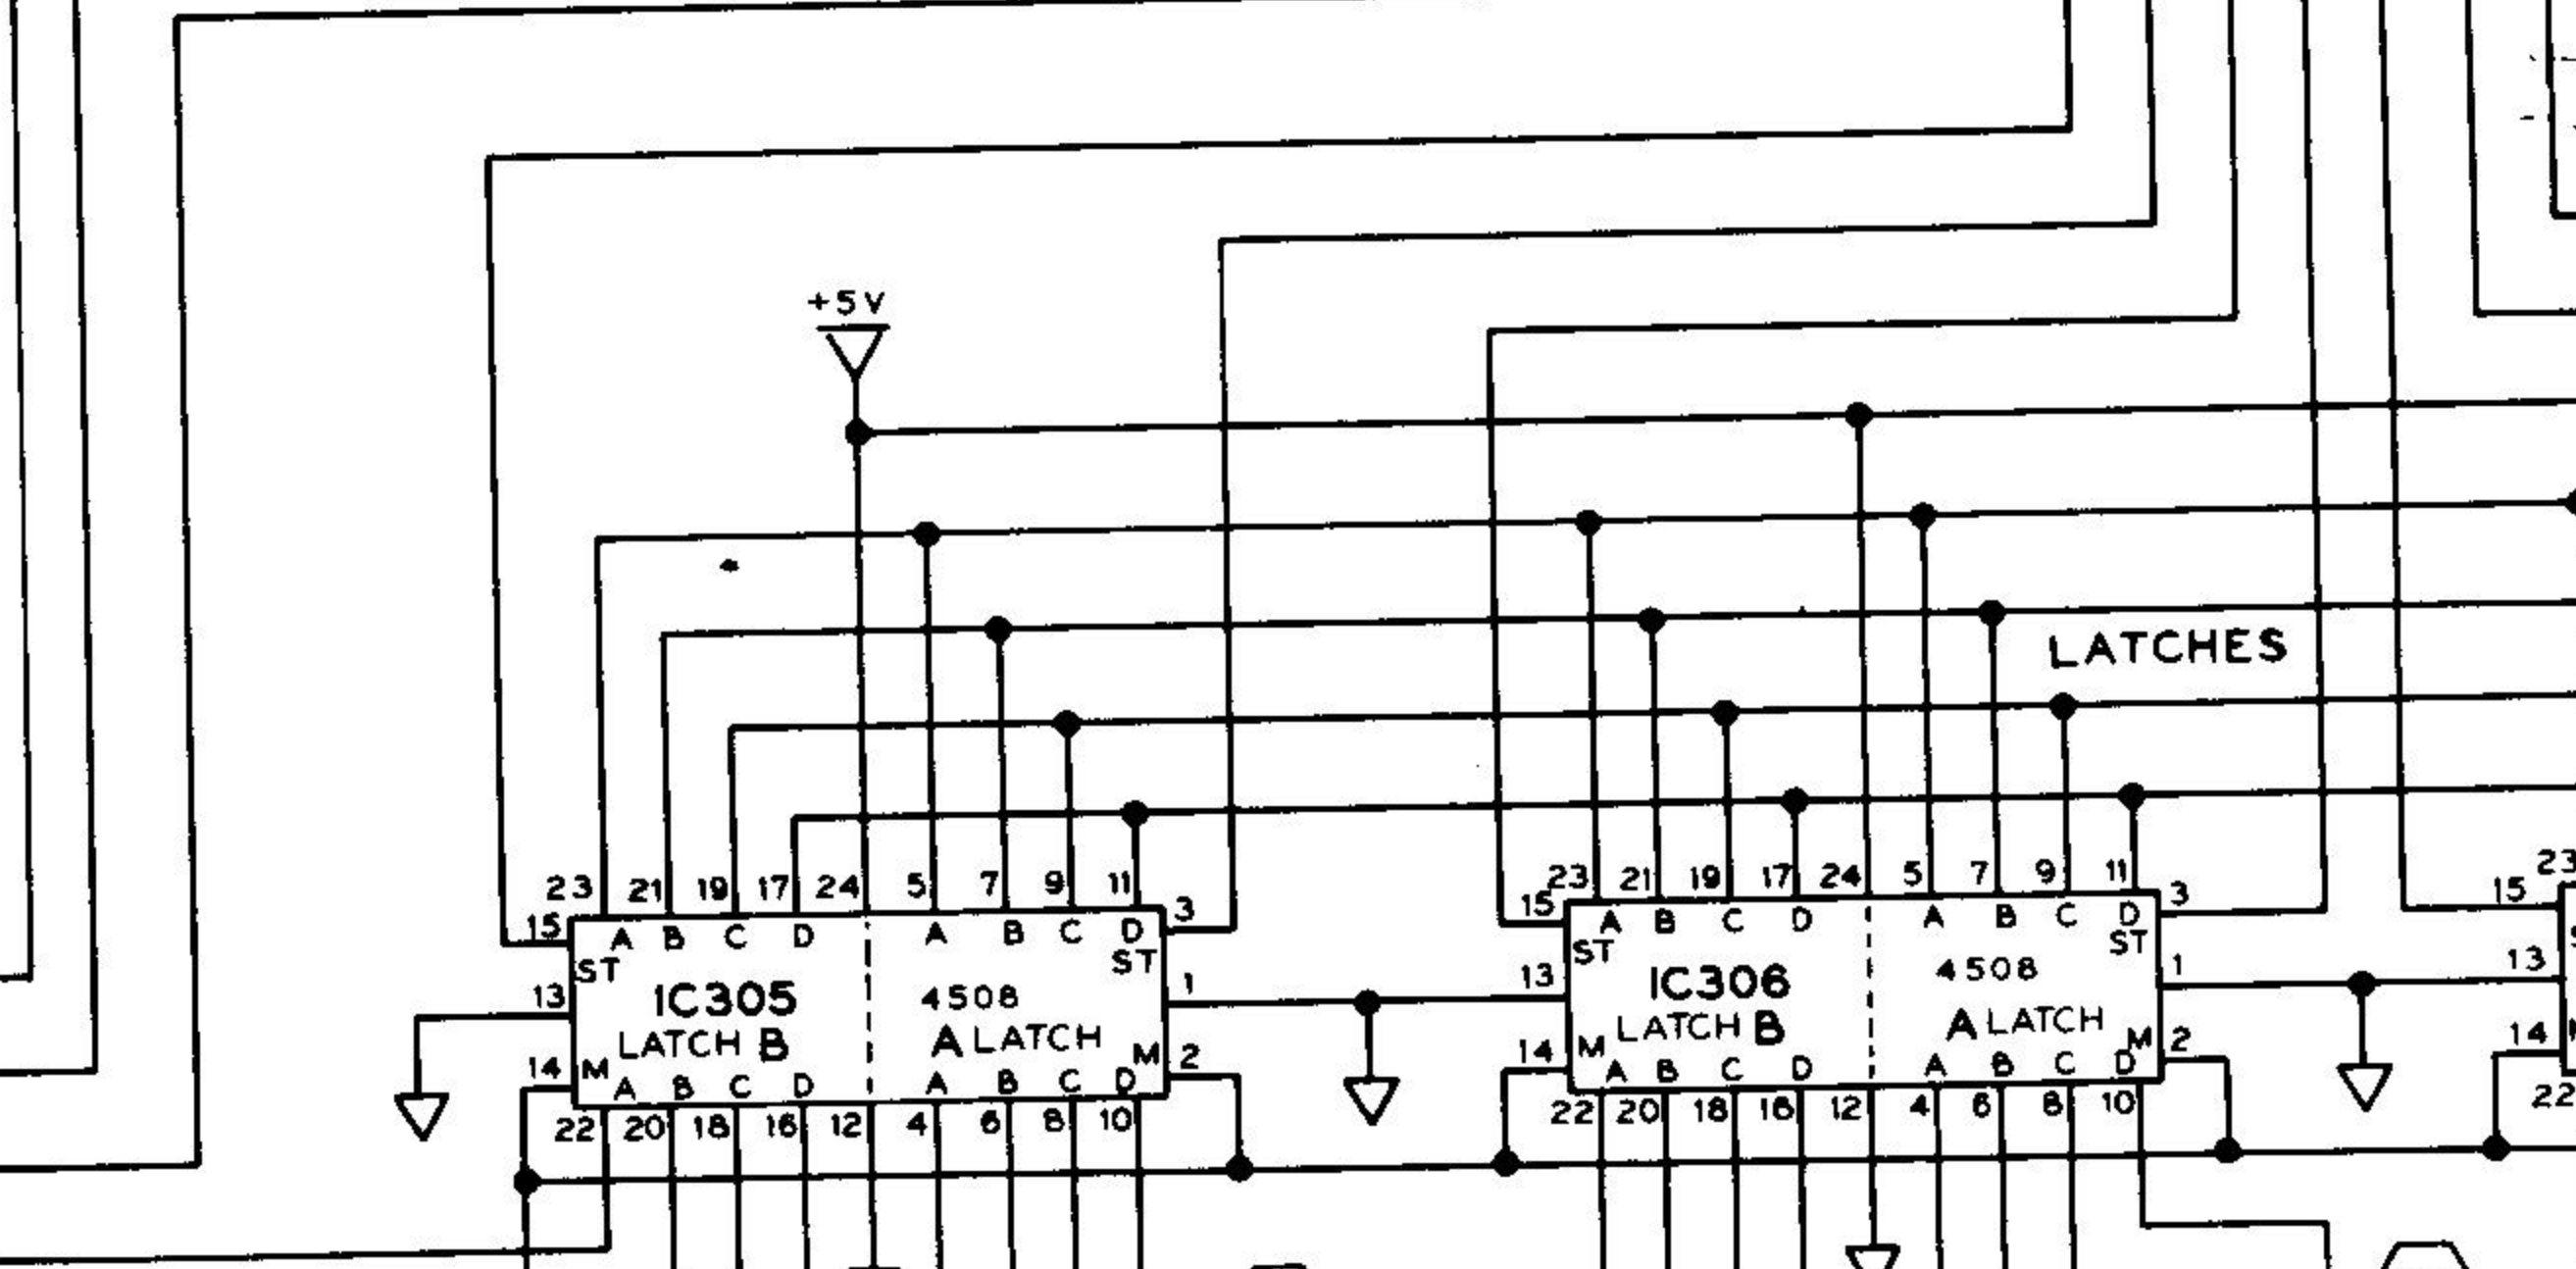 +5V
LATCHES
23 21 19 17 24 5 7 9 11
15 A B C D A B C D 3
ST ST
13 IC305 4508 1
LATCH B A LATCH
14 M A B C D A B C D M 2
22 20 18 16 12 4 6 8 10
23 21 19 17 24 5 7 9 11
15 A B C D A B C D 3
ST ST
13 IC306 4508 1
LATCH B A LATCH
14 M A B C D A B C D M 2
22 20 18 16 12 4 6 8 10
23
15
13
14
22